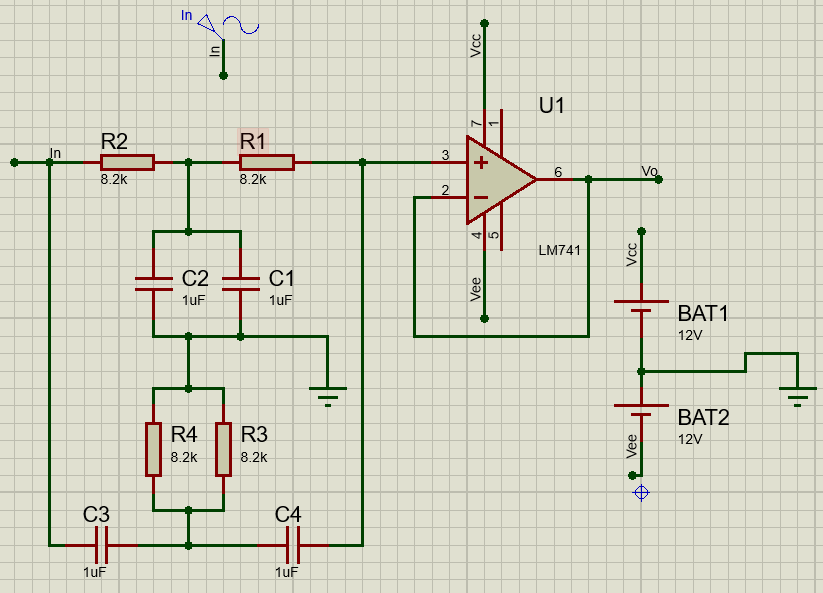 In
In
Vcc
U1
7
1
R2
R1
In
8.2k
8.2k
3
2
6
Vo
4
5
LM741
Vee
Vcc
C2
1uF
C1
1uF
BAT1
12V
BAT2
12V
Vee
R4
8.2k
R3
8.2k
C3
1uF
C4
1uF